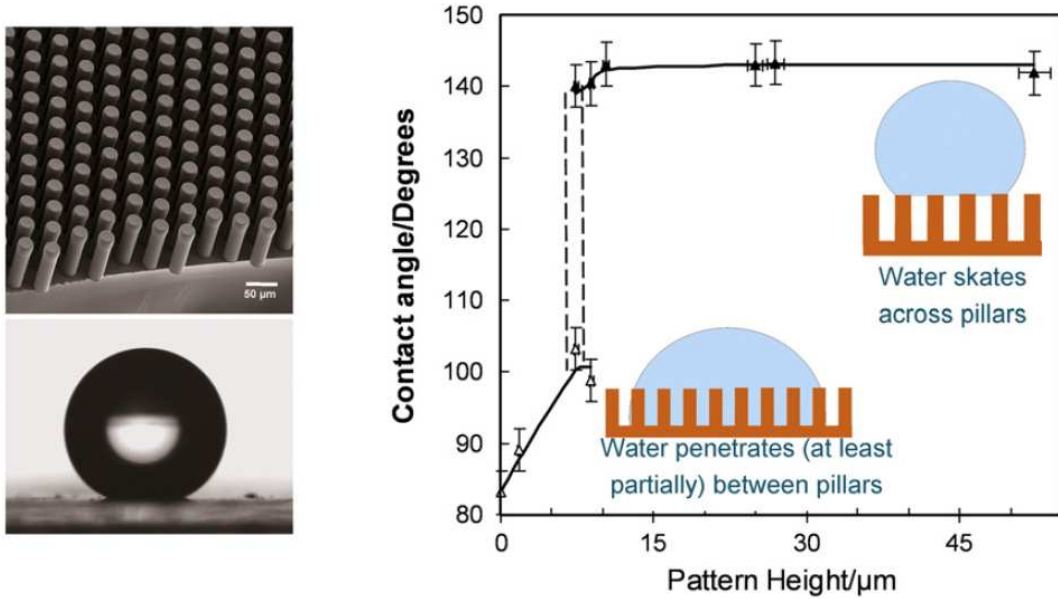 50 µm
Contact angle/Degrees
150
140
130
120
110
100
90
80
0
15
30
45
Pattern Height/µm
Water skates
across pillars
Water penetrates (at least
partially) between pillars